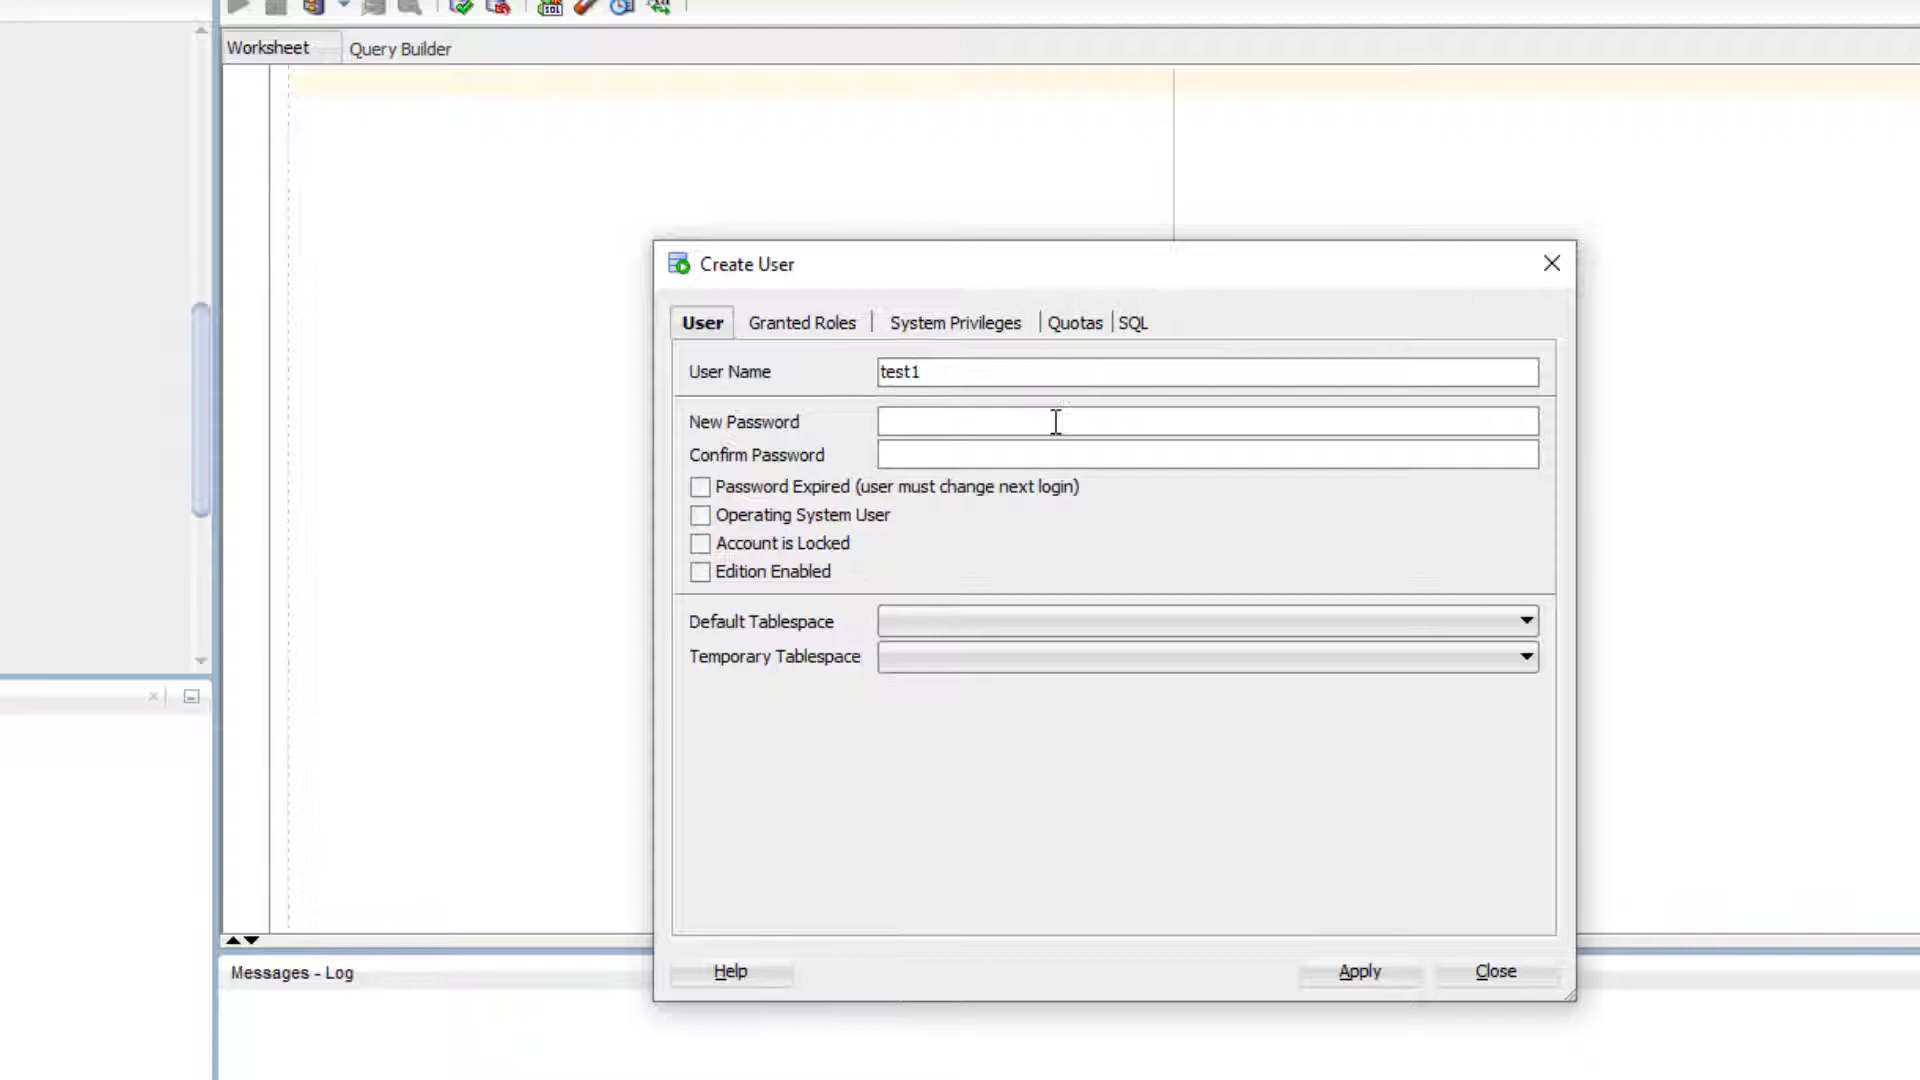 Worksheet Query Builder
Create User
User Granted Roles System Privileges Quotas SQL
User Name test1
New Password
Confirm Password
Password Expired (user must change next login)
Operating System User
Account is Locked
Edition Enabled
Default Tablespace
Temporary Tablespace
Help Apply Close
Messages - Log